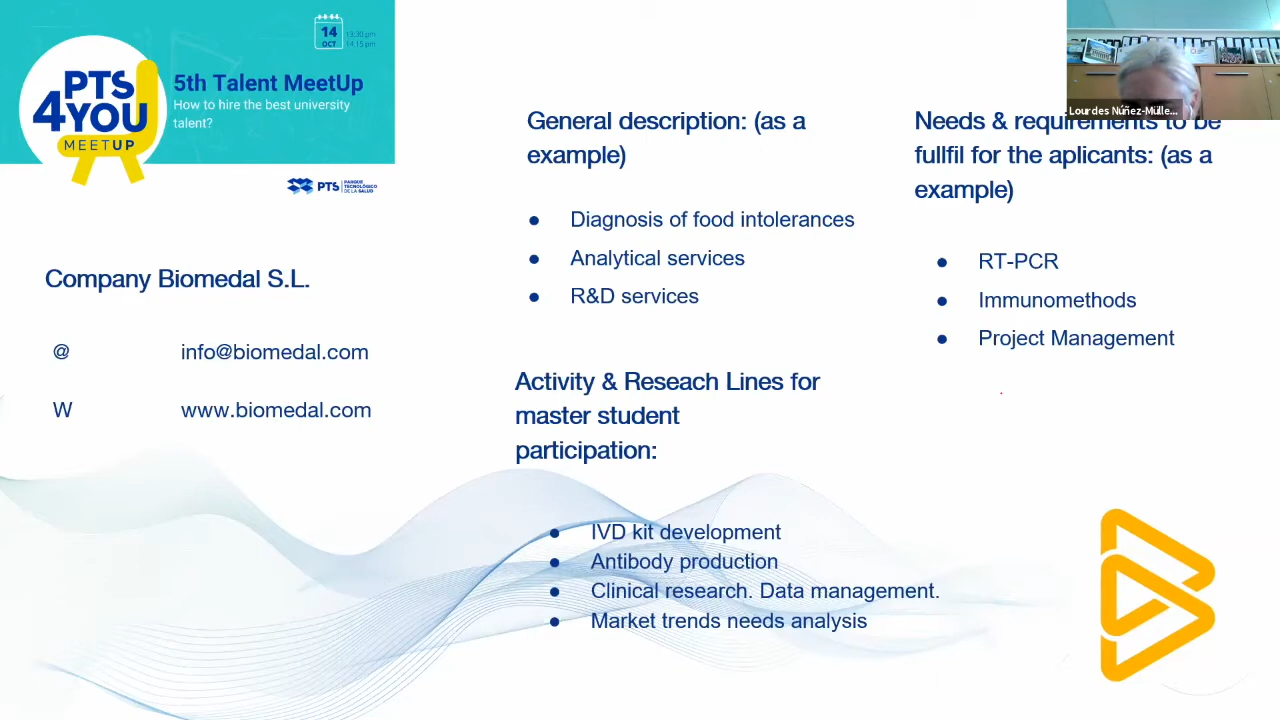 14
OCT
13:30 pm
14:15 pm
PTS
4YOU
MEETUP
5th Talent MeetUp
How to hire the best university
talent?
PTS
PARQUE
TECNOLÓGICO
DE LA SALUD
Company Biomedal S.L.
@ info@biomedal.com
W www.biomedal.com
General description: (as a
example)
● Diagnosis of food intolerances
● Analytical services
● R&D services
Activity & Reseach Lines for
master student
participation:
● IVD kit development
● Antibody production
● Clinical research. Data management.
● Market trends needs analysis
Lourdes Núñez-Mülle...
Needs & requirements to be
fullfil for the aplicants: (as a
example)
● RT-PCR
● Immunomethods
● Project Management